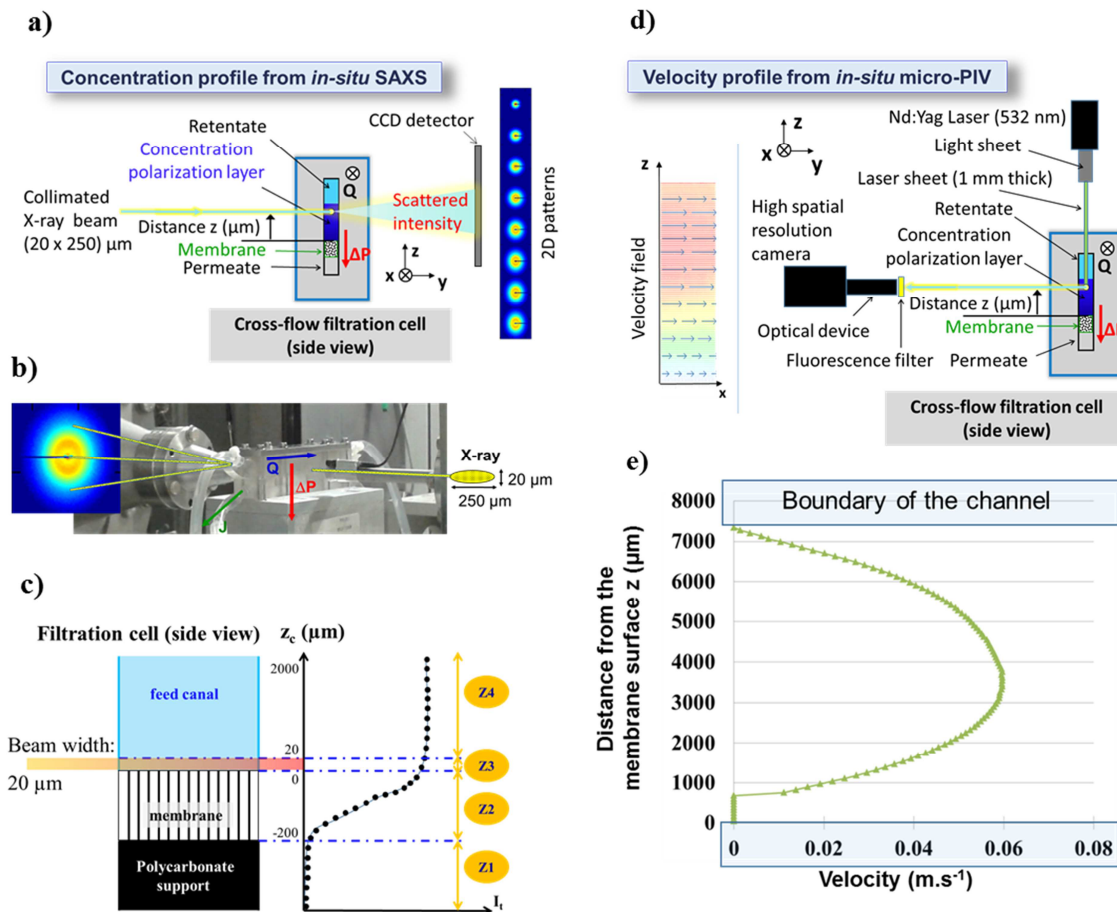 a)
Concentration profile from in-situ SAXS
Retentate
Concentration
polarization layer
Collimated
X-ray beam
(20 x 250) µm
Distance z (µm)
Membrane
Permeate
Q
ΔP
Scattered
intensity
CCD detector
z
x
y
2D patterns
Cross-flow filtration cell
(side view)
b)
Q
ΔP
J
X-ray
20 µm
250 µm
c)
Filtration cell (side view)
z_c (µm)
feed canal
Beam width:
20 µm
membrane
Polycarbonate
support
2000
20
0
-200
I_t
Z4
Z3
Z2
Z1
d)
Velocity profile from in-situ micro-PIV
z
x
y
Nd:Yag Laser (532 nm)
Light sheet
Laser sheet (1 mm thick)
Retentate
Concentration
polarization layer
Q
z
Velocity field
x
High spatial
resolution
camera
Optical device
Fluorescence filter
Distance z (µm)
Membrane
Permeate
ΔP
Cross-flow filtration cell
(side view)
e)
Boundary of the channel
Distance from the
membrane surface z (µm)
8000
7000
6000
5000
4000
3000
2000
1000
0
0
0.02
0.04
0.06
0.08
Velocity (m.s⁻¹)